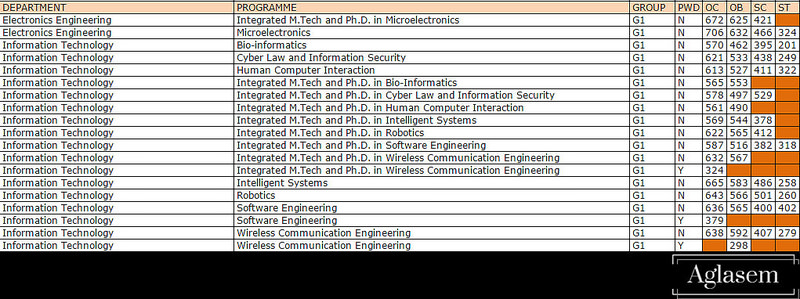 DEPARTMENT PROGRAMME GROUP PWD OC OB SC ST
Electronics Engineering Integrated M.Tech and Ph.D. in Microelectronics G1 N 672 625 421
Electronics Engineering Microelectronics G1 N 706 632 466 324
Information Technology Bio-informatics G1 N 570 462 395 201
Information Technology Cyber Law and Information Security G1 N 621 533 438 249
Information Technology Human Computer Interaction G1 N 613 527 411 322
Information Technology Integrated M.Tech and Ph.D. in Bio-Informatics G1 N 565 553
Information Technology Integrated M.Tech and Ph.D. in Cyber Law and Information Security G1 N 578 497 529
Information Technology Integrated M.Tech and Ph.D. in Human Computer Interaction G1 N 561 490
Information Technology Integrated M.Tech and Ph.D. in Intelligent Systems G1 N 569 544 378
Information Technology Integrated M.Tech and Ph.D. in Robotics G1 N 622 565 412
Information Technology Integrated M.Tech and Ph.D. in Software Engineering G1 N 587 516 382 318
Information Technology Integrated M.Tech and Ph.D. in Wireless Communication Engineering G1 N 632 567
Information Technology Integrated M.Tech and Ph.D. in Wireless Communication Engineering G1 Y 324
Information Technology Intelligent Systems G1 N 665 583 486 258
Information Technology Robotics G1 N 643 566 501 260
Information Technology Software Engineering G1 N 636 565 400 402
Information Technology Software Engineering G1 Y 379
Information Technology Wireless Communication Engineering G1 N 638 592 407 279
Information Technology Wireless Communication Engineering G1 Y 298
Aglasem